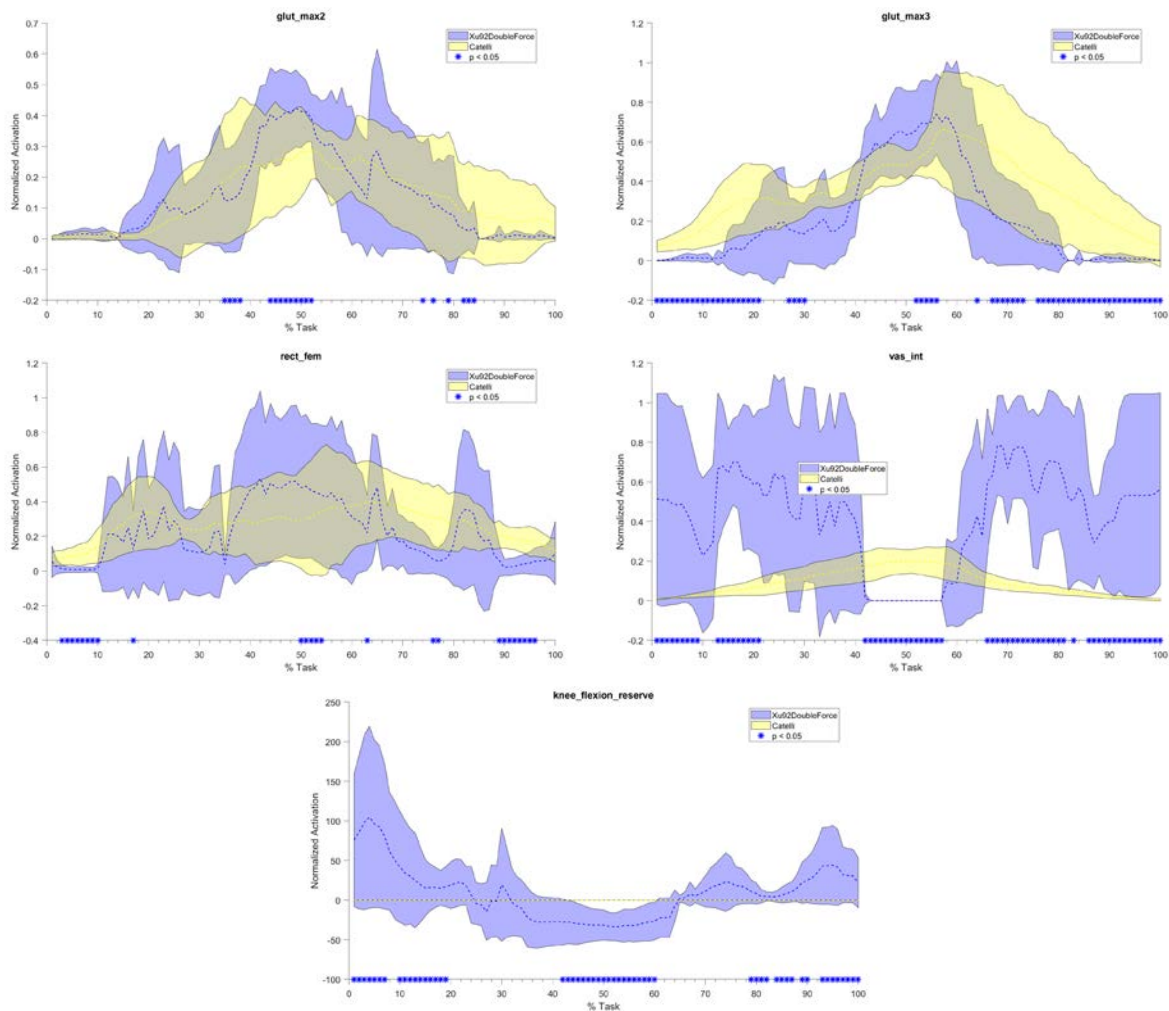 glut_max2
0.7
0.6
0.5
0.4
0.3
0.2
0.1
0
-0.1
-0.2
Normalized Activation
Xu92DoubleForce
Catelli
p < 0.05
0 10 20 30 40 50 60 70 80 90 100
% Task
glut_max3
1.2
1
0.8
0.6
0.4
0.2
0
-0.2
Normalized Activation
Xu92DoubleForce
Catelli
p < 0.05
0 10 20 30 40 50 60 70 80 90 100
% Task
rect_fem
1.2
1
0.8
0.6
0.4
0.2
0
-0.2
-0.4
Normalized Activation
Xu92DoubleForce
Catelli
p < 0.05
0 10 20 30 40 50 60 70 80 90 100
% Task
vas_int
1.2
1
0.8
0.6
0.4
0.2
0
-0.2
Normalized Activation
Xu92DoubleForce
Catelli
p < 0.05
0 10 20 30 40 50 60 70 80 90 100
% Task
knee_flexion_reserve
250
200
150
100
50
0
-50
-100
Normalized Activation
Xu92DoubleForce
Catelli
p < 0.05
0 10 20 30 40 50 60 70 80 90 100
% Task